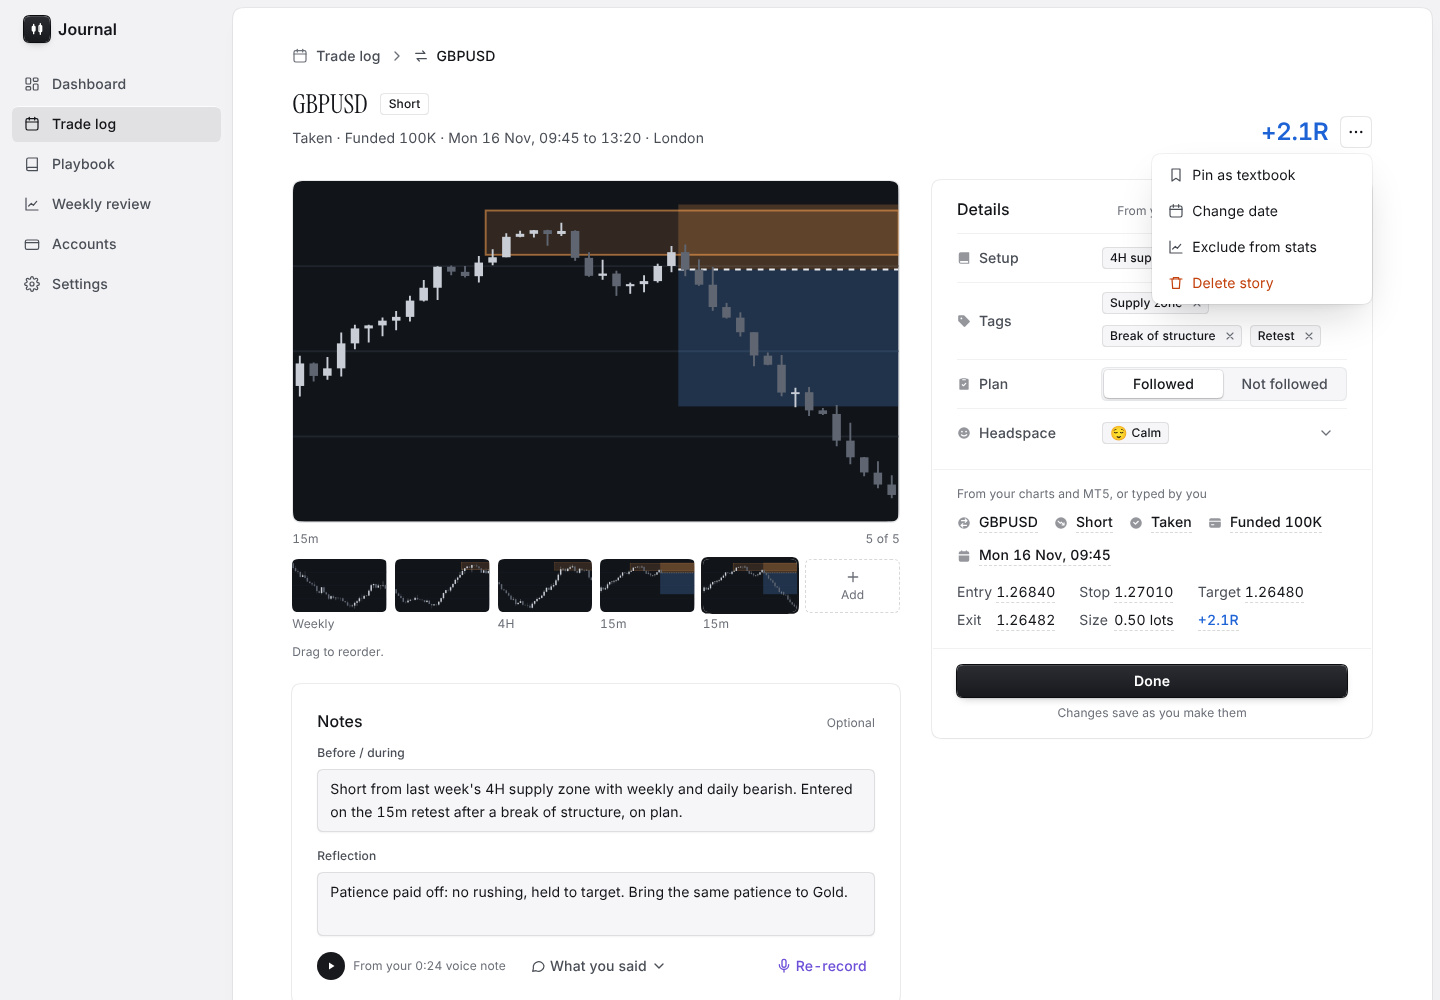 Journal
Dashboard
Trade log
Playbook
Weekly review
Accounts
Settings
Trade log
GBPUSD
GBPUSD
Short
Taken · Funded 100K · Mon 16 Nov, 09:45 to 13:20 · London
+2.1R
Pin as textbook
Change date
Exclude from stats
Delete story
Details
From
Setup
4H
Tags
Supply zone
Break of structure
Retest
Plan
Followed
Not followed
Headspace
😌 Calm
From your charts and MT5, or typed by you
GBPUSD
Short
Taken
Funded 100K
Mon 16 Nov, 09:45
Entry 1.26840
Stop 1.27010
Target 1.26480
Exit 1.26482
Size 0.50 lots
+2.1R
Done
Changes save as you make them
15m
5 of 5
Add
Weekly
4H
15m
15m
Drag to reorder.
Notes
Optional
Before / during
Short from last week's 4H supply zone with weekly and daily bearish. Entered
on the 15m retest after a break of structure, on plan.
Reflection
Patience paid off: no rushing, held to target. Bring the same patience to Gold.
From your 0:24 voice note
What you said
Re-record